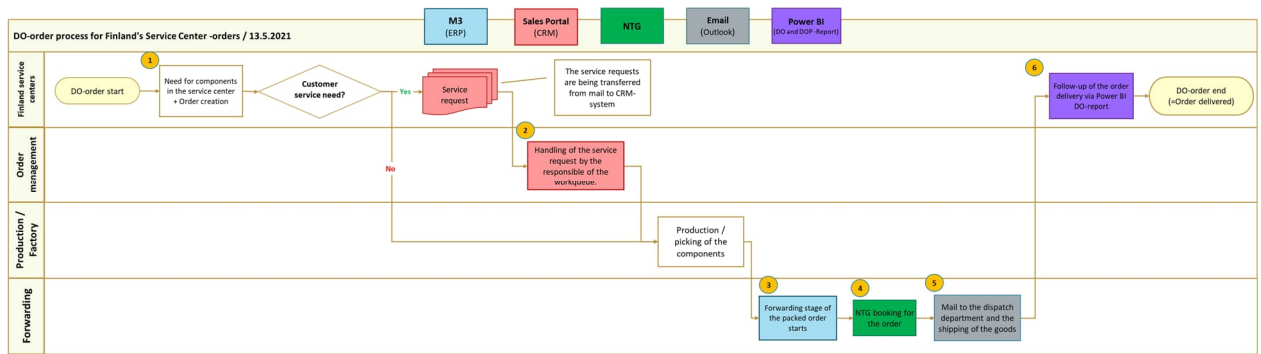 M3
(ERP)
Sales Portal
(CRM)
NTG
Email
(Outlook)
Power BI
(DO and DOP-Report)
DO-order process for Finland's Service Center -orders / 13.5.2021
Finland service
centers
DO-order start
1
Need for components
in the service center
+ Order creation
Customer
service need?
Yes
No
Service
request
The service requests
are being transferred
from mail to CRM-
system
6
Follow-up of the order
delivery via Power BI
DO-report
DO-order end
(=Order delivered)
Order
management
2
Handling of the service
request by the
responsible of the
workqueue.
Production /
Factory
Production /
picking of the
components
Forwarding
3
Forwarding stage of
the packed order
starts
4
NTG booking for
the order
5
Mail to the dispatch
department and the
shipping of the goods